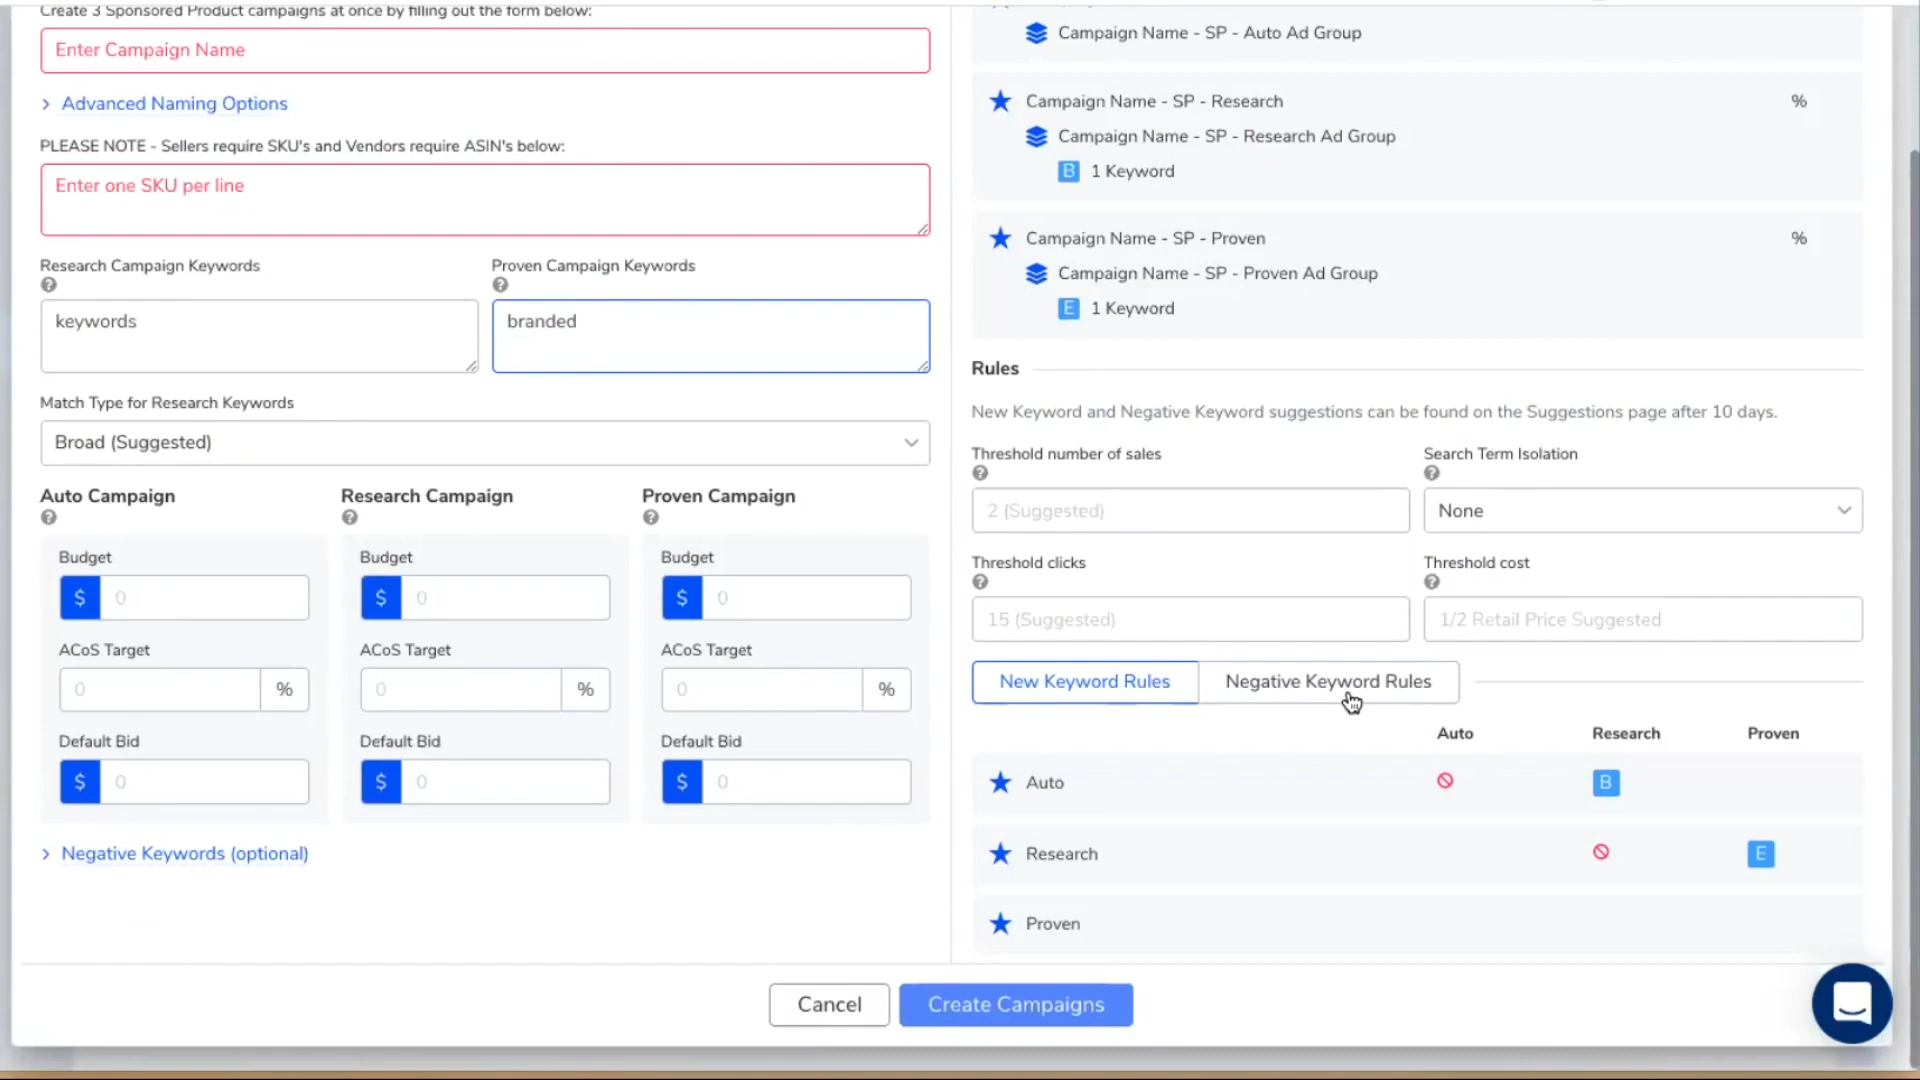 Create 3 Sponsored Product campaigns at once by filling out the form below:
Enter Campaign Name
Advanced Naming Options
PLEASE NOTE - Sellers require SKU's and Vendors require ASIN's below:
Enter one SKU per line
Research Campaign Keywords
Proven Campaign Keywords
keywords
branded
Match Type for Research Keywords
Broad (Suggested)
Auto Campaign
Research Campaign
Proven Campaign
Budget
Budget
Budget
$ 0
$ 0
$ 0
ACoS Target
ACoS Target
ACoS Target
0 %
0 %
0 %
Default Bid
Default Bid
Default Bid
$ 0
$ 0
$ 0
Negative Keywords (optional)
Campaign Name - SP - Auto Ad Group
Campaign Name - SP - Research %
Campaign Name - SP - Research Ad Group
B 1 Keyword
Campaign Name - SP - Proven %
Campaign Name - SP - Proven Ad Group
E 1 Keyword
Rules
New Keyword and Negative Keyword suggestions can be found on the Suggestions page after 10 days.
Threshold number of sales
Search Term Isolation
2 (Suggested)
None
Threshold clicks
Threshold cost
15 (Suggested)
1/2 Retail Price Suggested
New Keyword Rules
Negative Keyword Rules
Auto Research Proven
Auto B
Research E
Proven
Cancel
Create Campaigns